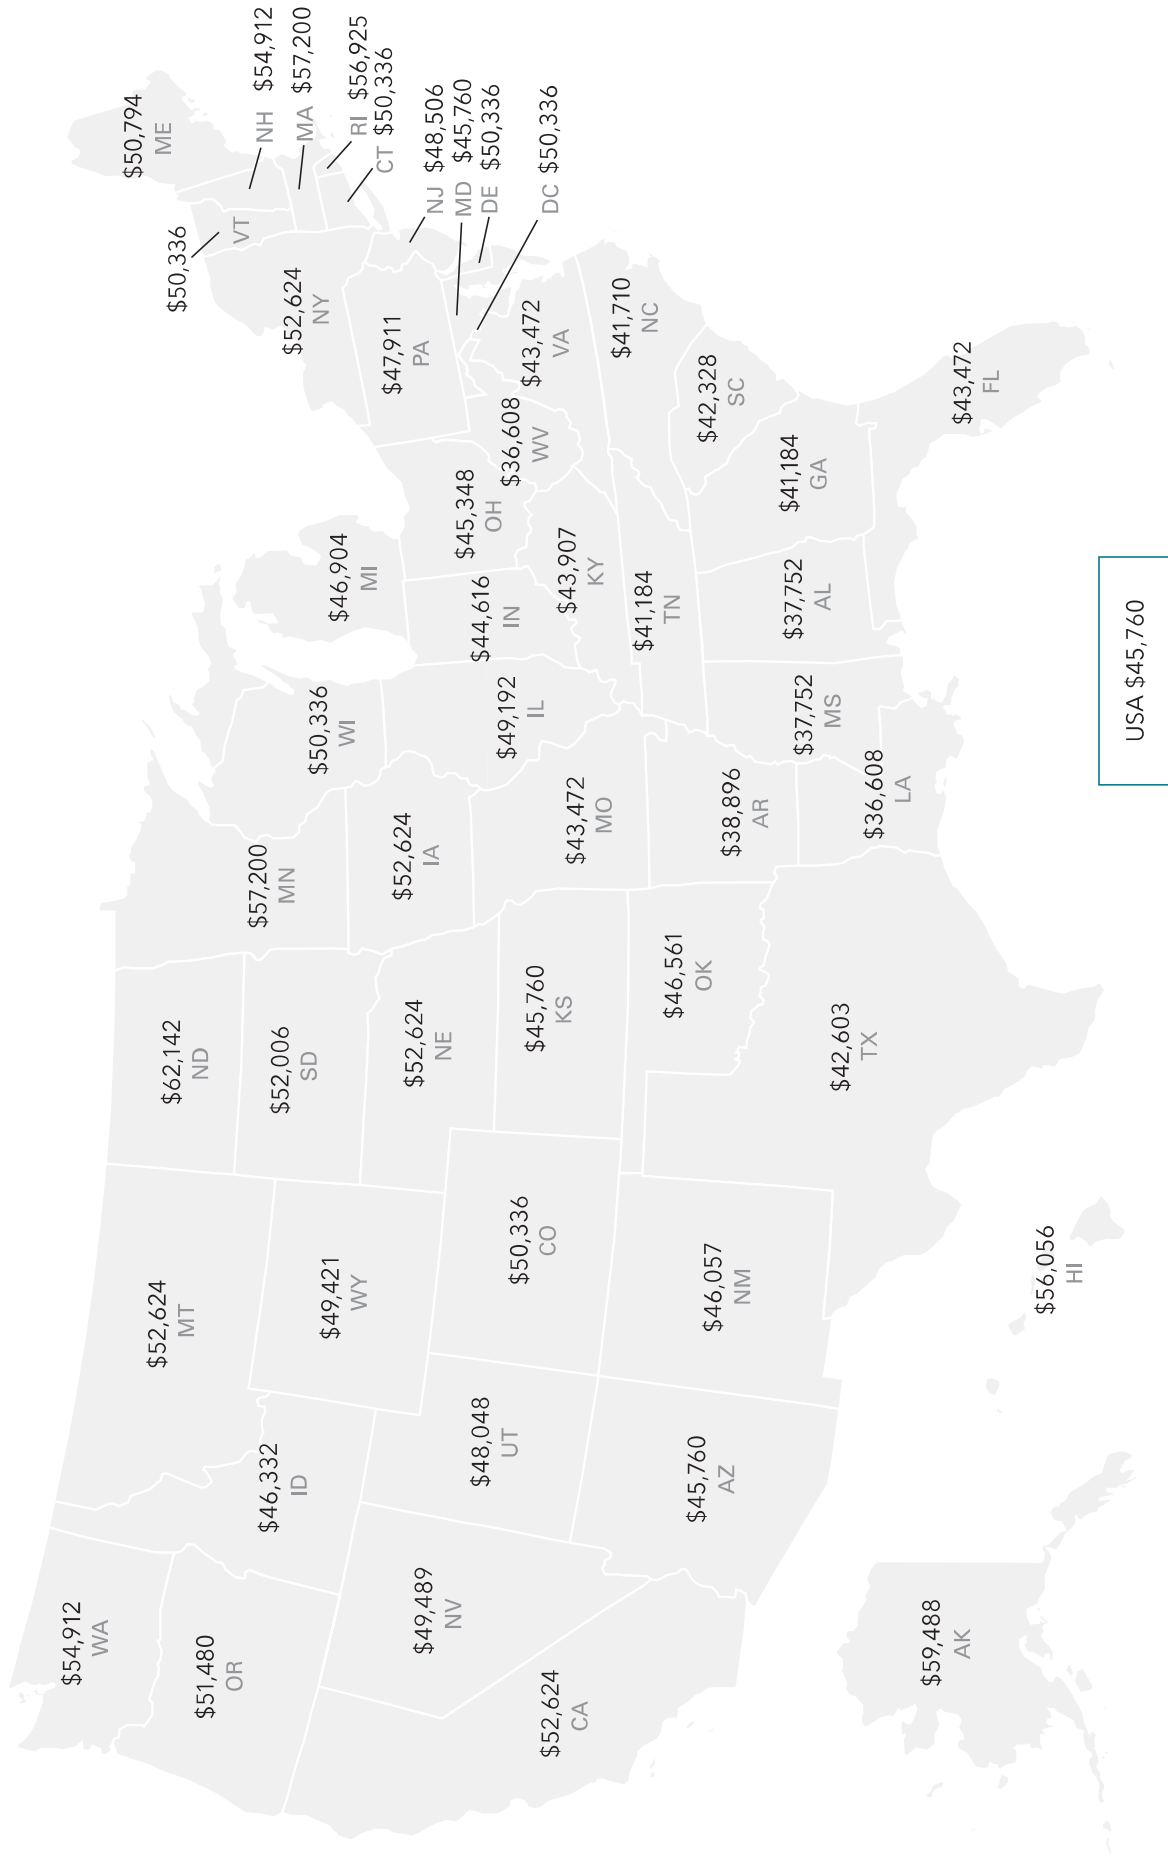 $54,912
WA
$51,480
OR
$52,624
CA
$49,489
NV
$46,332
ID
$52,624
MT
$49,421
WY
$48,048
UT
$45,760
AZ
$50,336
CO
$46,057
NM
$62,142
ND
$52,006
SD
$52,624
NE
$45,760
KS
$46,561
OK
$42,603
TX
$57,200
MN
$52,624
IA
$43,472
MO
$38,896
AR
$36,608
LA
$50,336
WI
$49,192
IL
$46,904
MI
$44,616
IN
$45,348
OH
$43,907
KY
$41,184
TN
$37,752
MS
$37,752
AL
$41,184
GA
$43,472
FL
$42,328
SC
$41,710
NC
$43,472
VA
$36,608
WV
$47,911
PA
$52,624
NY
$50,336
VT
$50,794
ME
NH $54,912
MA $57,200
RI $56,925
CT $50,336
NJ $48,506
MD $45,760
DE $50,336
DC $50,336
$59,488
AK
$56,056
HI
USA $45,760